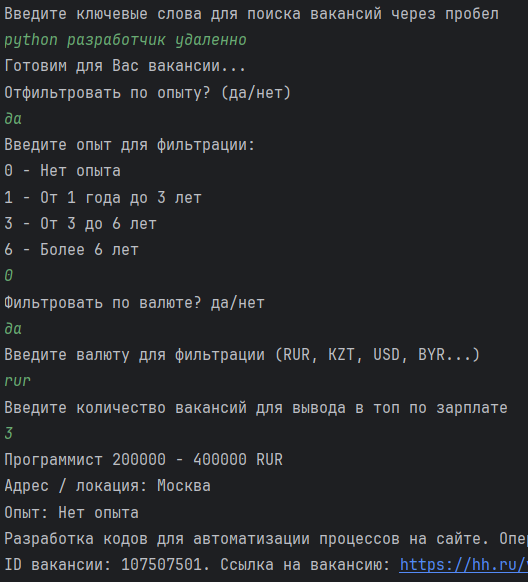 Введите ключевые слова для поиска вакансий через пробел
python разработчик удаленно
Готовим для Вас вакансии...
Отфильтровать по опыту? (да/нет)
да
Введите опыт для фильтрации:
0 - Нет опыта
1 - От 1 года до 3 лет
3 - От 3 до 6 лет
6 - Более 6 лет
0
Фильтровать по валюте? да/нет
да
Введите валюту для фильтрации (RUR, KZT, USD, BYR...)
rur
Введите количество вакансий для вывода в топ по зарплате
3
Программист 200000 - 400000 RUR
Адрес / локация: Москва
Опыт: Нет опыта
Разработка кодов для автоматизации процессов на сайте.
ID вакансии: 107507501. Ссылка на вакансию: https://hh.ru/